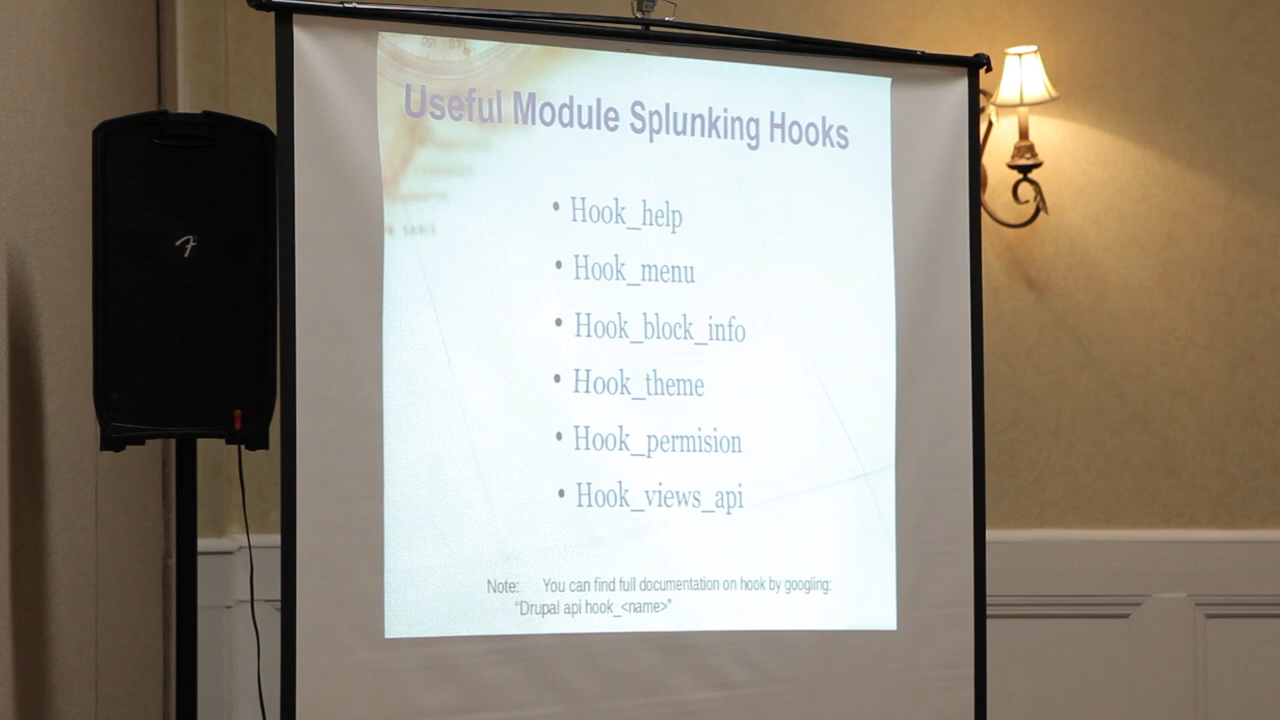 Useful Module Splunking Hooks
• Hook_help
• Hook_menu
• Hook_block_info
• Hook_theme
• Hook_permision
• Hook_views_api
Note: You can find full documentation on hook by googling:
"Drupal api hook_<name>"